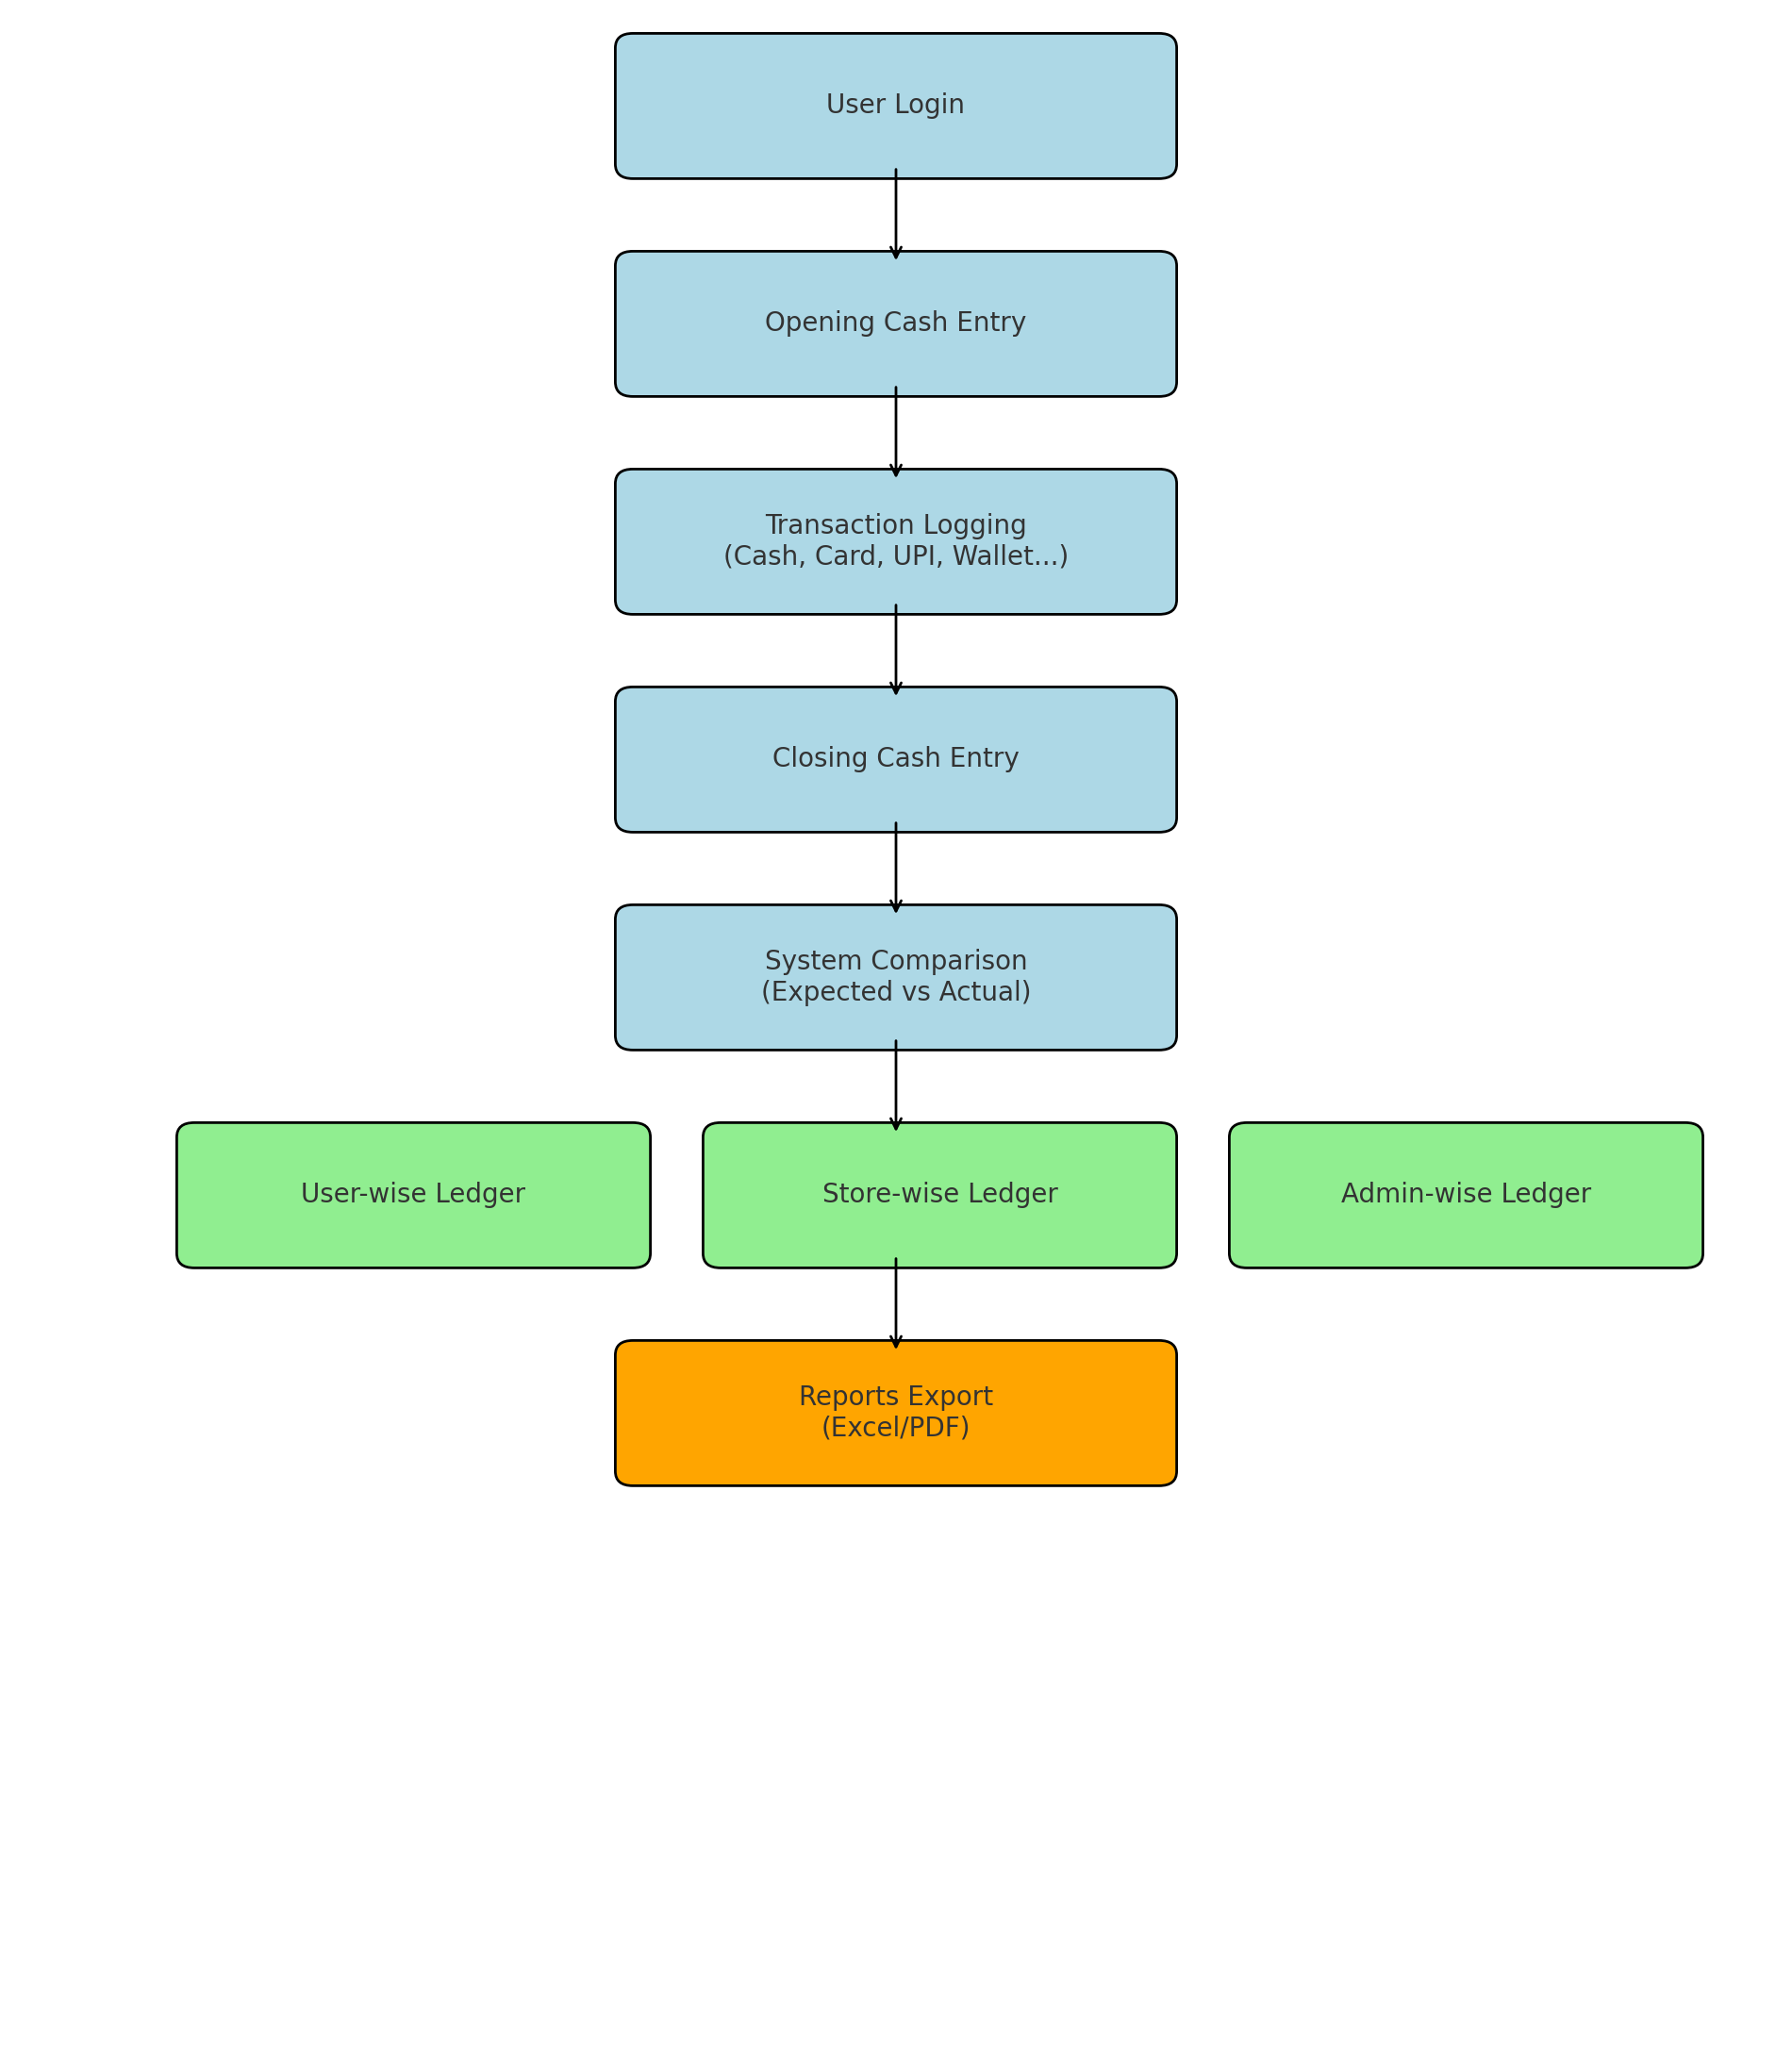 User Login
Opening Cash Entry
Transaction Logging
(Cash, Card, UPI, Wallet...)
Closing Cash Entry
System Comparison
(Expected vs Actual)
User-wise Ledger
Store-wise Ledger
Admin-wise Ledger
Reports Export
(Excel/PDF)